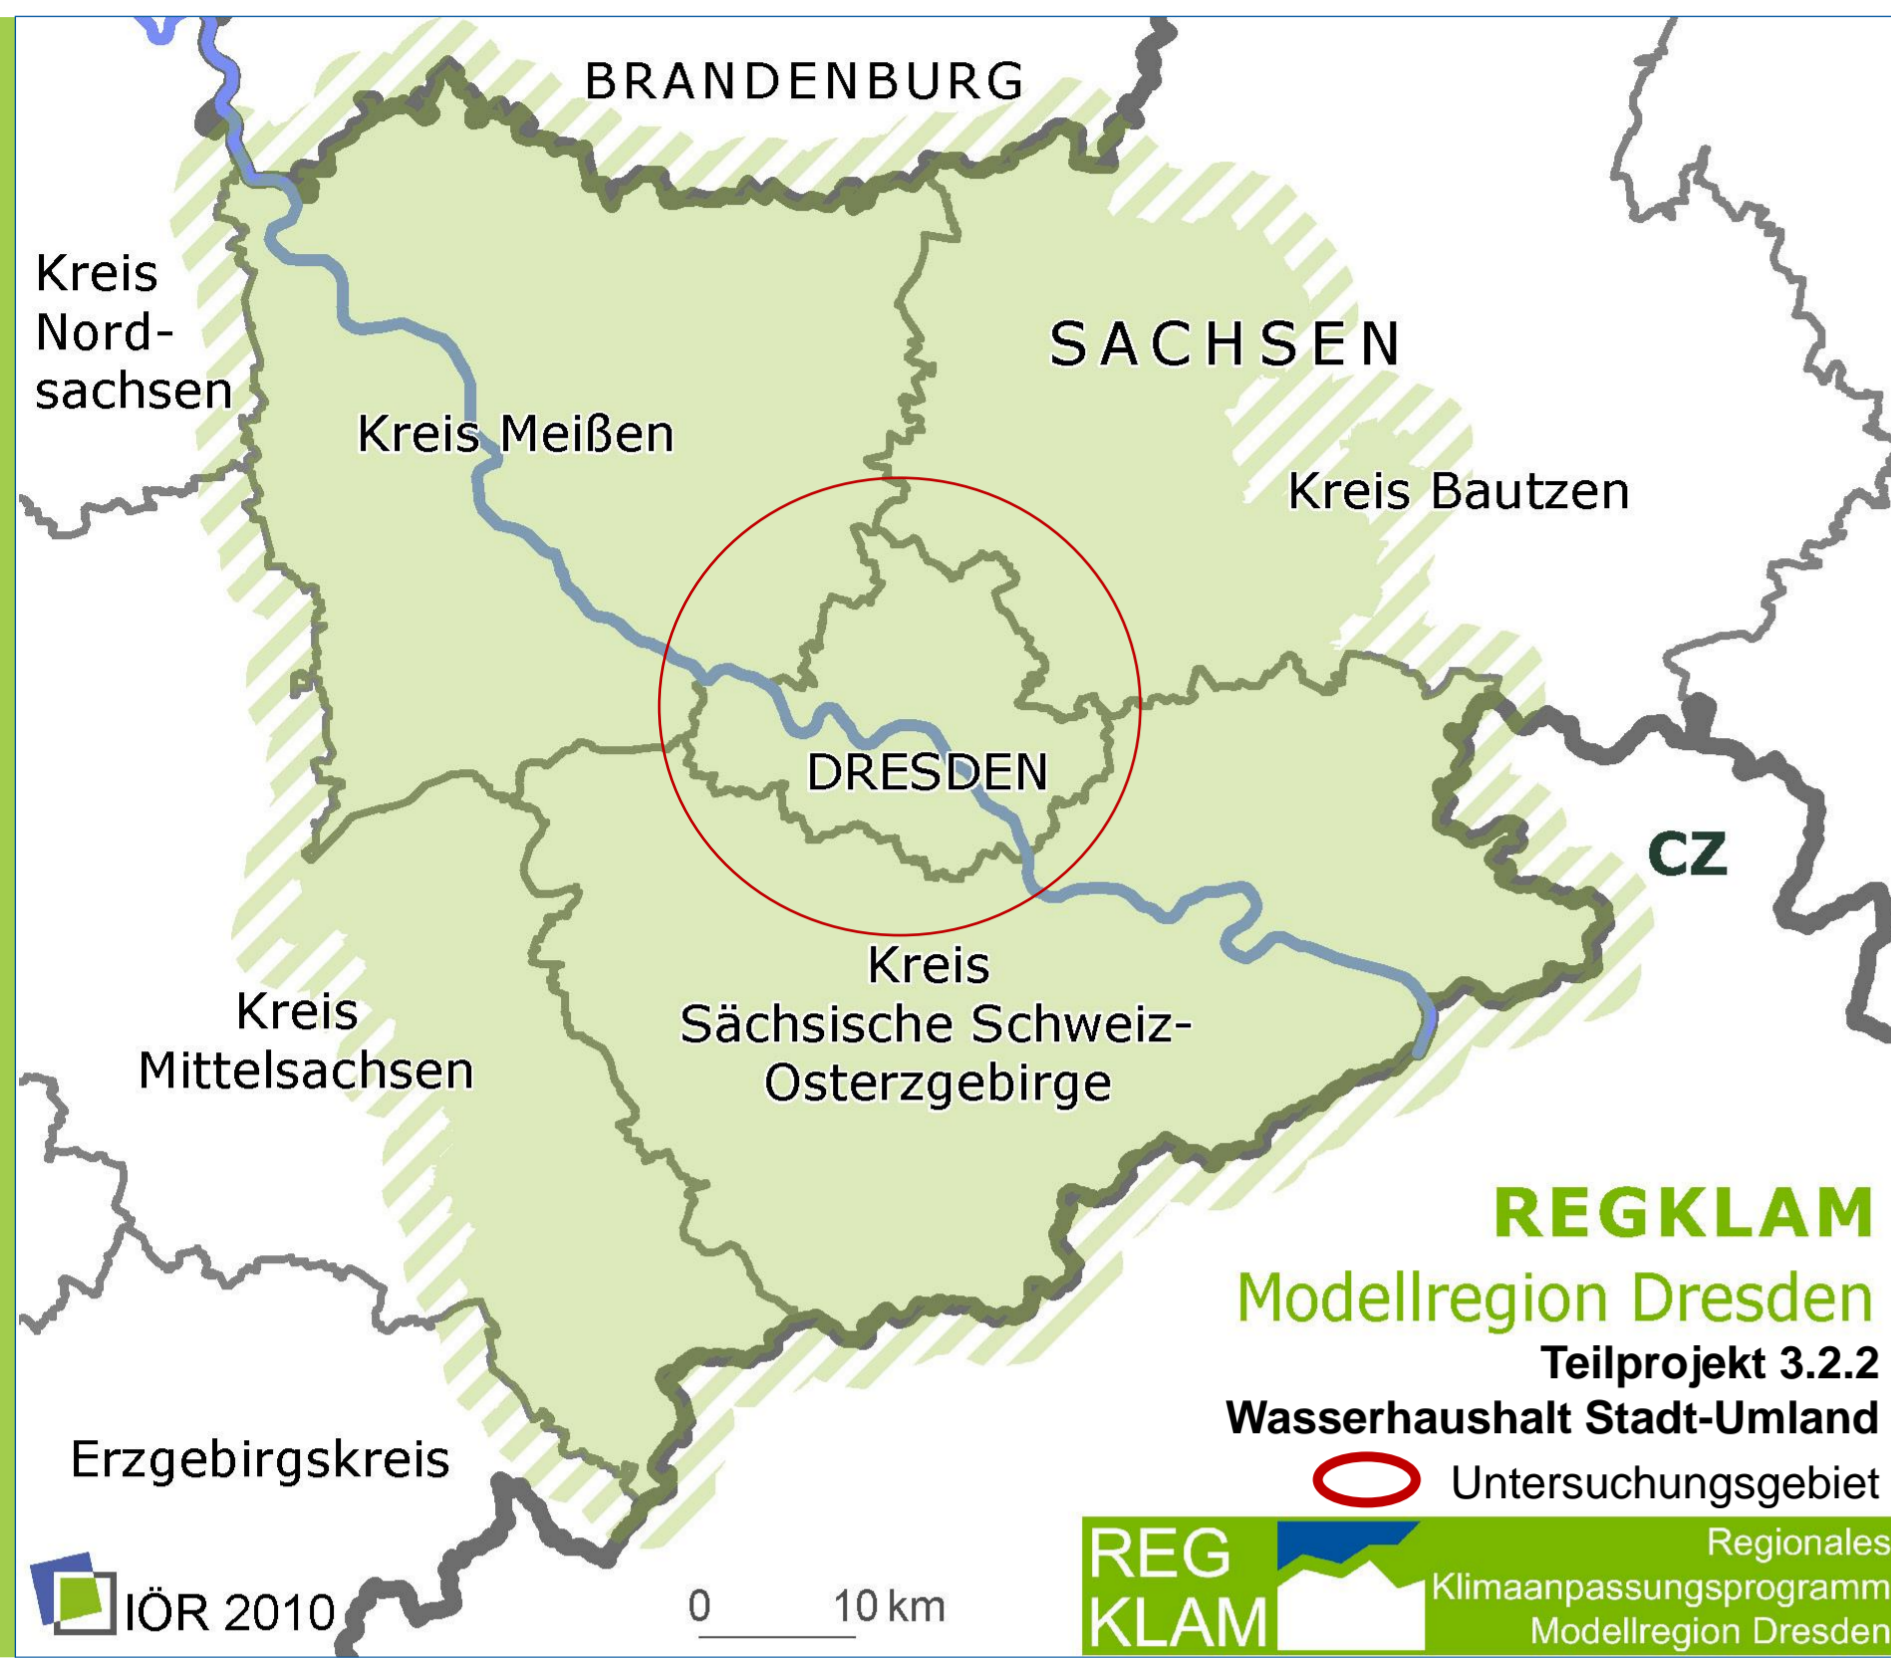 BRANDENBURG
Kreis
Nord-
sachsen
SACHSEN
Kreis Meißen
Kreis Bautzen
DRESDEN
CZ
Kreis
Sächsische Schweiz-
Osterzgebirge
Kreis
Mittelsachsen
REGKLAM
Modellregion Dresden
Teilprojekt 3.2.2
Wasserhaushalt Stadt-Umland
Untersuchungsgebiet
Erzgebirgskreis
IÖR 2010
0 10 km
REG
KLAM
Regionales
Klimaanpassungsprogramm
Modellregion Dresden